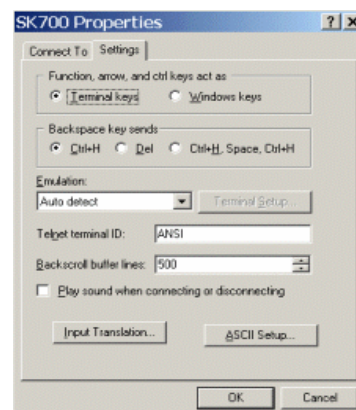 SK700 Properties
Connect To Settings
Function, arrow, and ctrl keys act as
Terminal keys Windows keys
Backspace key sends
Ctrl+H Del Ctrl+H, Space, Ctrl+H
Emulation:
Auto detect Terminal Setup...
Telnet terminal ID: ANSI
Backscroll buffer lines: 500
Play sound when connecting or disconnecting
Input Translation... ASCII Setup...
OK Cancel